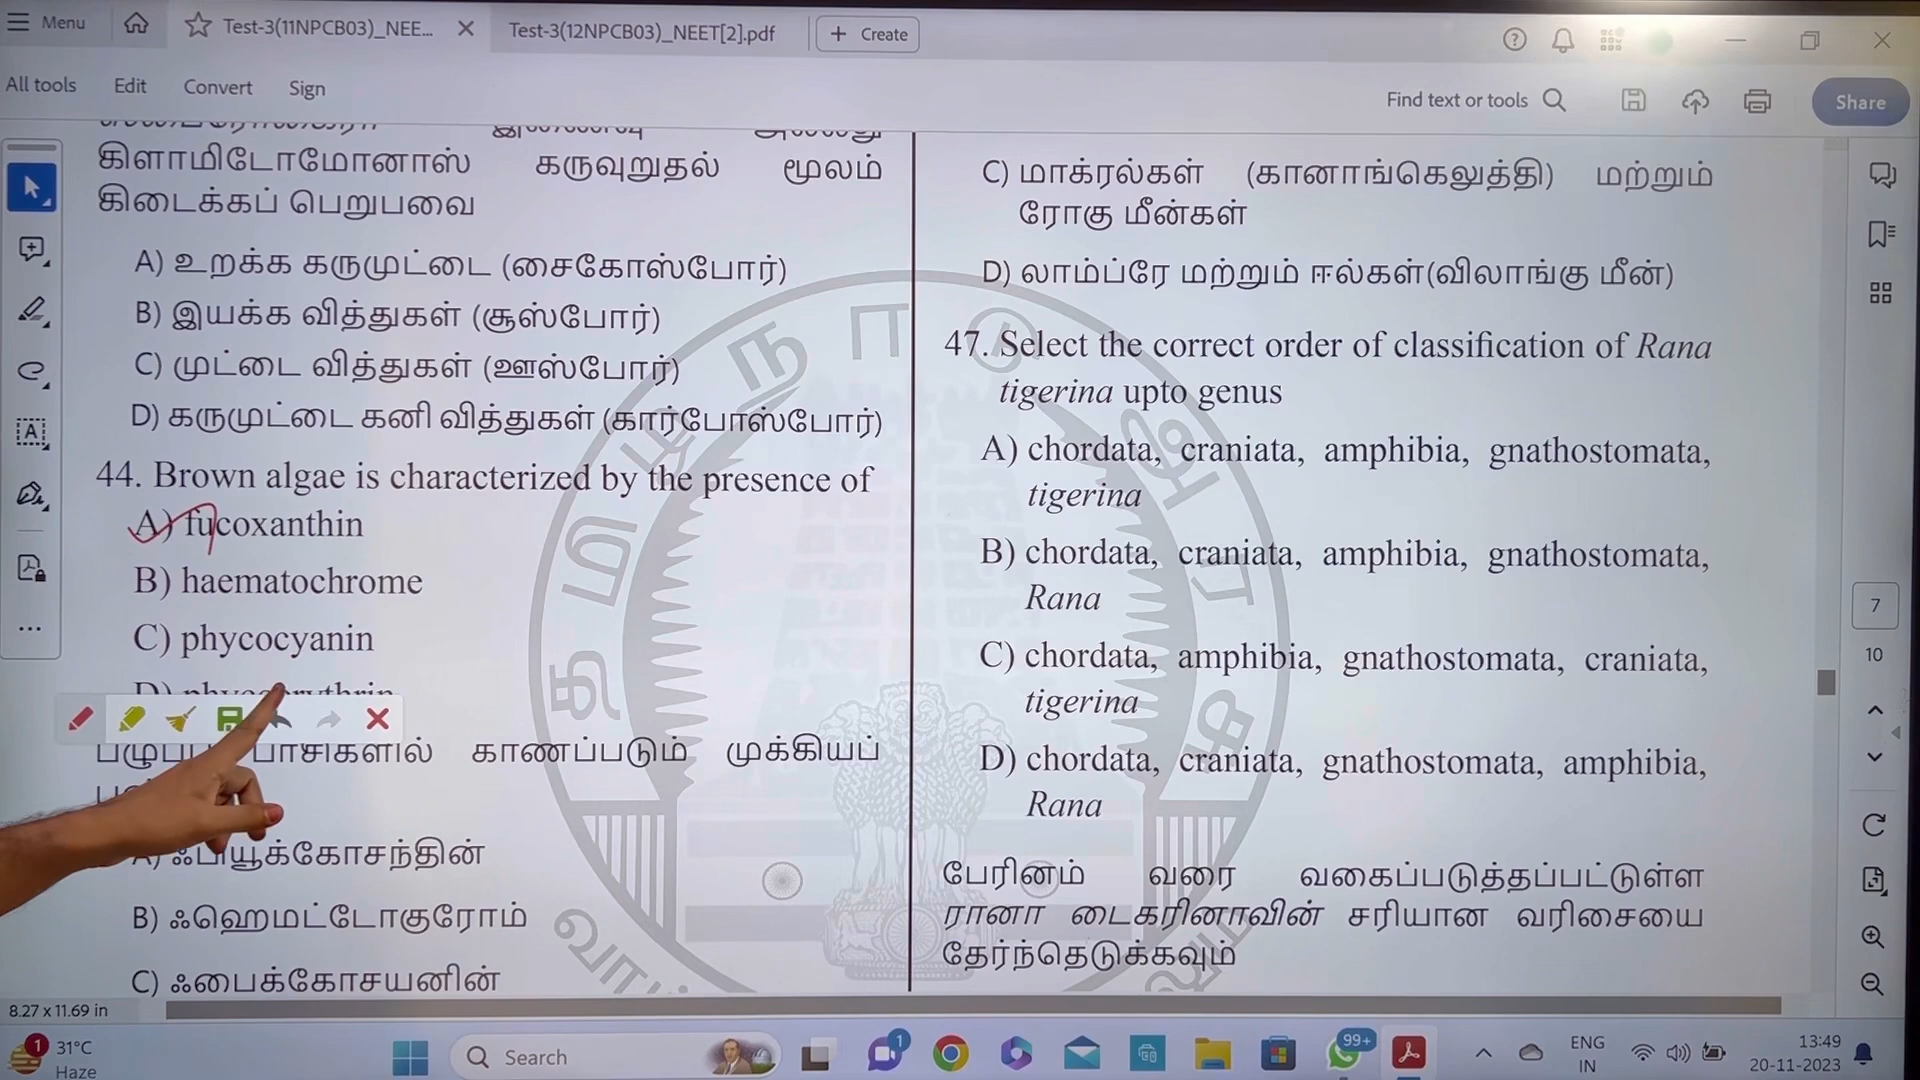 Menu
Test-3(11NPCB03)_NEE...
Test-3(12NPCB03)_NEET[2].pdf
+ Create
All tools
Edit
Convert
Sign
Find text or tools
Share
கிளாமிடோமோனாஸ் கருவுறுதல் மூலம்
கிடைக்கப் பெறுபவை
A) உறக்க கருமுட்டை (சைகோஸ்போர்)
B) இயக்க வித்துகள் (சூஸ்போர்)
C) முட்டை வித்துகள் (ஊஸ்போர்)
D) கருமுட்டை கனி வித்துகள் (கார்போஸ்போர்)
44. Brown algae is characterized by the presence of
A) fucoxanthin
B) haematochrome
C) phycocyanin
D) phycoerythrin
பாசிகளில் காணப்படும் முக்கியப்
A) ஃபியூக்கோசந்தின்
B) ஃஹெமட்டோகுரோம்
C) ஃபைக்கோசயனின்
C) மாக்ரல்கள் (கானாங்கெலுத்தி) மற்றும்
ரோகு மீன்கள்
D) லாம்ப்ரே மற்றும் ஈல்கள்(விலாங்கு மீன்)
47. Select the correct order of classification of Rana
tigerina upto genus
A) chordata, craniata, amphibia, gnathostomata,
tigerina
B) chordata, craniata, amphibia, gnathostomata,
Rana
C) chordata, amphibia, gnathostomata, craniata,
tigerina
D) chordata, craniata, gnathostomata, amphibia,
Rana
பேரினம் வரை வகைப்படுத்தப்பட்டுள்ள
ரானா டைகரினாவின் சரியான வரிசையை
தேர்ந்தெடுக்கவும்
7
10
8.27 x 11.69 in
1
31°C
Haze
Search
1
99+
ENG
IN
13:49
20-11-2023